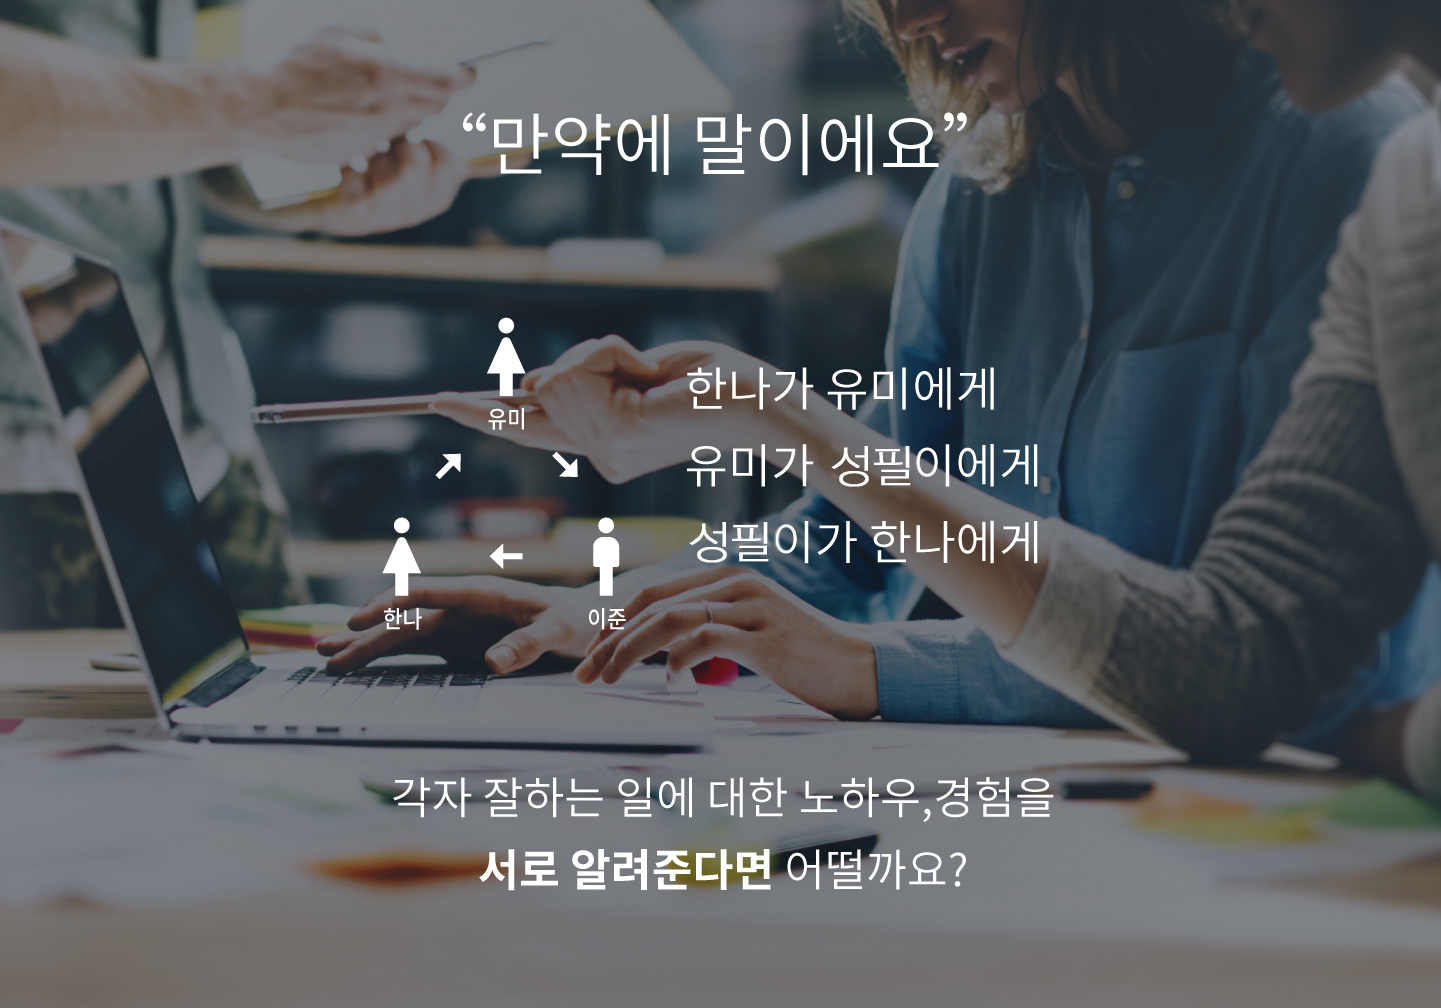 “만약에 말이에요”
유미
한나
이준
한나가 유미에게
유미가 성필이에게
성필이가 한나에게
각자 잘하는 일에 대한 노하우,경험을
서로 알려준다면 어떨까요?